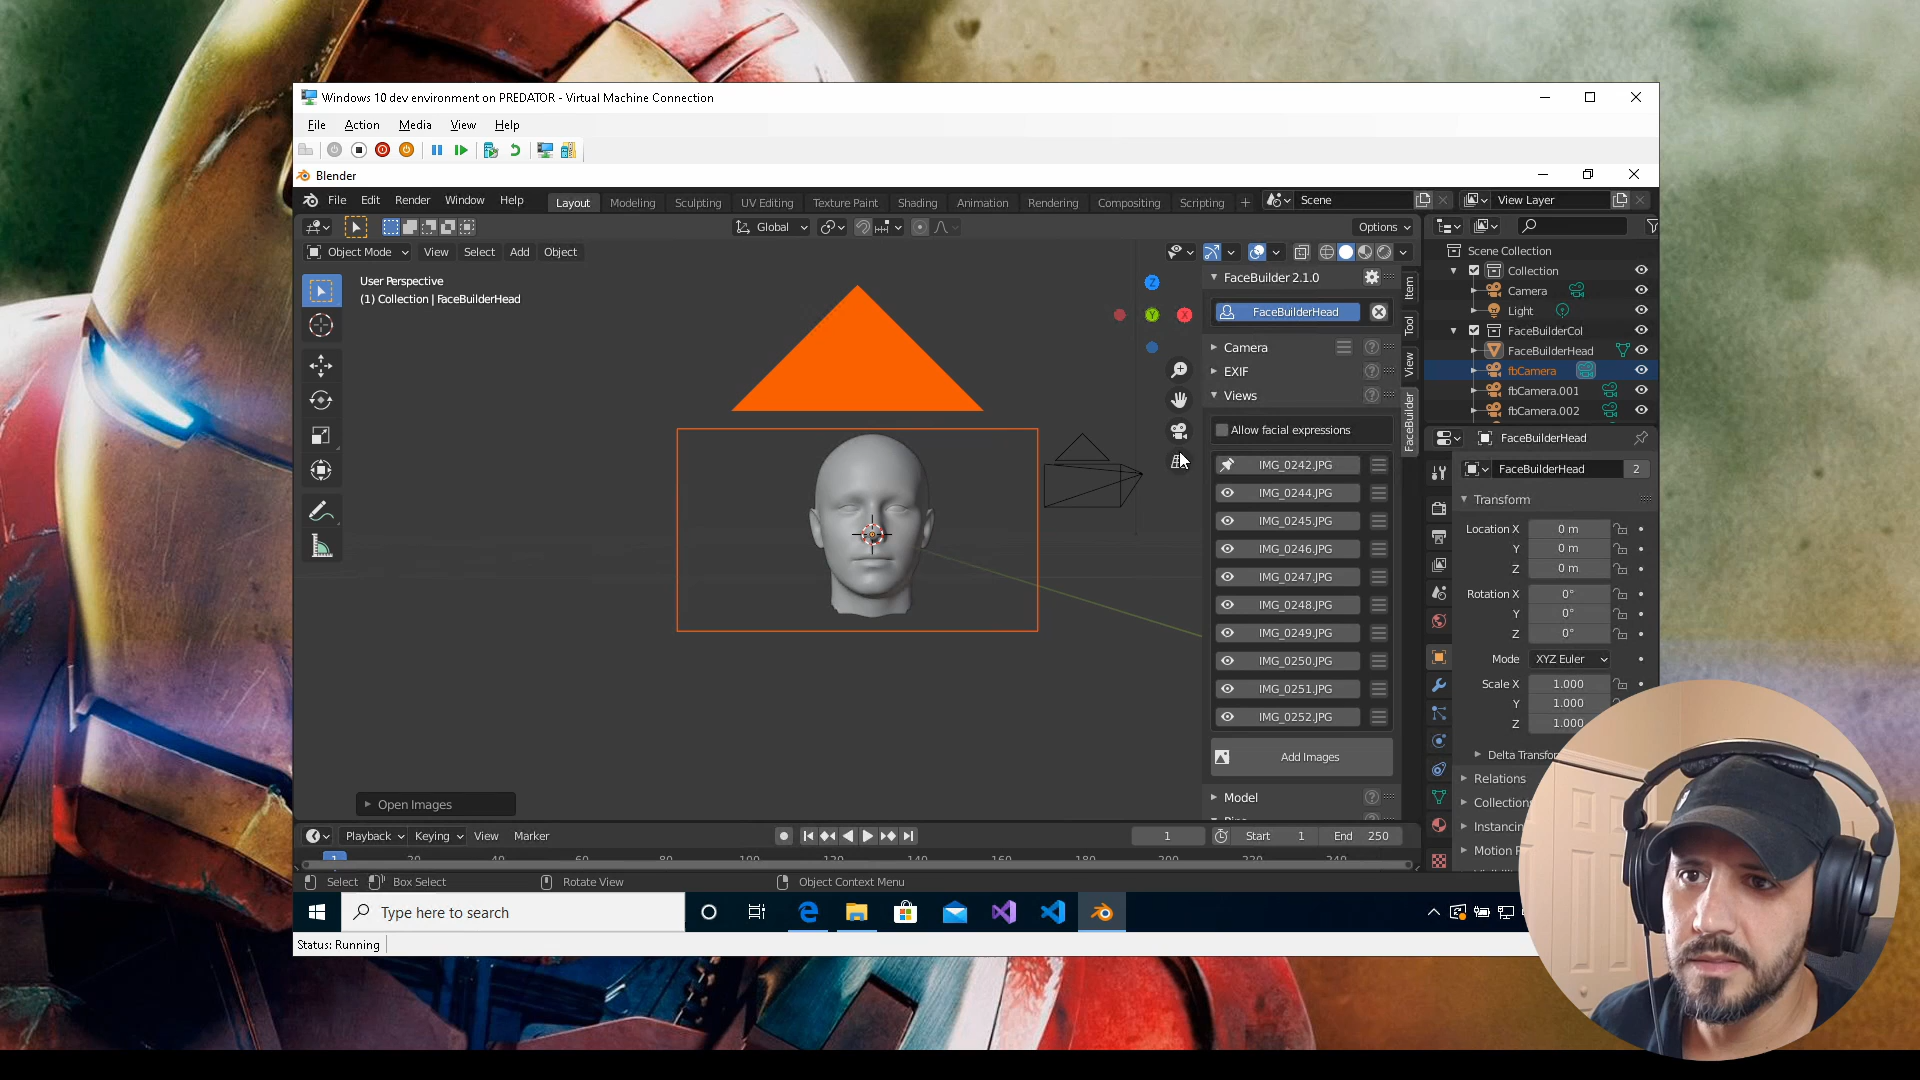 Windows 10 dev environment on PREDATOR - Virtual Machine Connection
File Action Media View Help
Blender
File Edit Render Window Help Layout Modeling Sculpting UV Editing Texture Paint Shading Animation Rendering Compositing Scripting + Scene View Layer
Global Options
Object Mode View Select Add Object
User Perspective
(1) Collection | FaceBuilderHead
Z
Y
X
FaceBuilder 2.1.0
FaceBuilderHead
Camera
EXIF
Views
Allow facial expressions
IMG_0242.JPG
IMG_0244.JPG
IMG_0245.JPG
IMG_0246.JPG
IMG_0247.JPG
IMG_0248.JPG
IMG_0249.JPG
IMG_0250.JPG
IMG_0251.JPG
IMG_0252.JPG
Add Images
Model
Item
Tool
View
FaceBuilder
Scene Collection
Collection
Camera
Light
FaceBuilderCol
FaceBuilderHead
fbCamera
fbCamera.001
fbCamera.002
FaceBuilderHead
FaceBuilderHead 2
Transform
Location X 0 m
Y 0 m
Z 0 m
Rotation X 0°
Y 0°
Z 0°
Mode XYZ Euler
Scale X 1.000
Y 1.000
Z 1.000
Delta Transfor
Relations
Collections
Instancing
Motion P
Open Images
Playback Keying View Marker 1 Start 1 End 250
1 20 40 60 80 100 120 140 160 180 200 220 240
Select Box Select Rotate View Object Context Menu
Type here to search
Status: Running